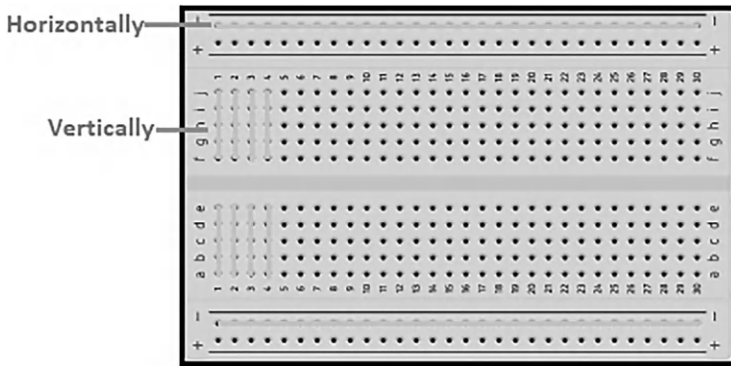 − −
Horizontally
+ +
1 2 3 4 5 6 7 8 9 10 11 12 13 14 15 16 17 18 19 20 21 22 23 24 25 26 27 28 29 30
j j
i i
Vertically
h h
g g
f f
e e
d d
c c
b b
a a
1 2 3 4 5 6 7 8 9 10 11 12 13 14 15 16 17 18 19 20 21 22 23 24 25 26 27 28 29 30
− −
+ +